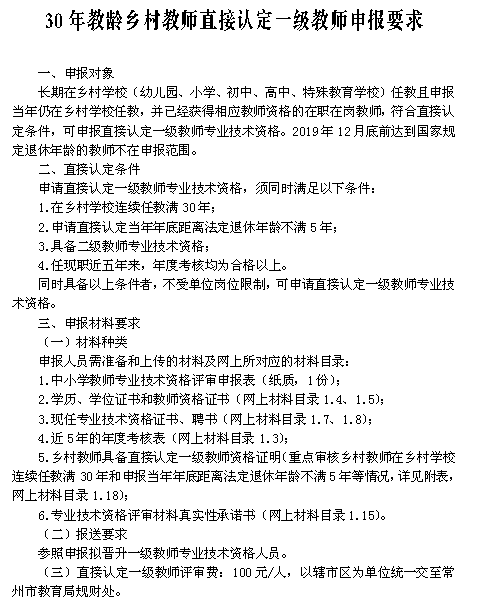 30年教龄乡村教师直接认定一级教师申报要求
一、申报对象
长期在乡村学校（幼儿园、小学、初中、高中、特殊教育学校）任教且申报
当年仍在乡村学校任教，并已经获得相应教师资格的在职在岗教师，符合直接认
定条件，可申报直接认定一级教师专业技术资格。2019年12月底前达到国家规
定退休年龄的教师不在申报范围。
二、直接认定条件
申请直接认定一级教师专业技术资格，须同时满足以下条件：
1.在乡村学校连续任教满30年；
2.申请直接认定当年年底距离法定退休年龄不满5年；
3.具备二级教师专业技术资格；
4.任现职近五年来，年度考核均为合格以上。
同时具备以上条件者，不受单位岗位限制，可申请直接认定一级教师专业技
术资格。
三、申报材料要求
（一）材料种类
申报人员需准备和上传的材料及网上所对应的材料目录：
1.中小学教师专业技术资格评审申报表（纸质，1份）；
2.学历、学位证书和教师资格证书（网上材料目录1.4、1.5）；
3.现任专业技术资格证书、聘书（网上材料目录1.7、1.8）；
4.近5年的年度考核表（网上材料目录1.3）；
5.乡村教师具备直接认定一级教师资格证明（重点审核乡村教师在乡村学校
连续任教满30年和申报当年年底距离法定退休年龄不满5年等情况，详见附表，
网上材料目录1.18）；
6.专业技术资格评审材料真实性承诺书（网上材料目录1.15）。
（二）报送要求
参照申报拟晋升一级教师专业技术资格人员。
（三）直接认定一级教师评审费：100元/人，以辖市区为单位统一交至常
州市教育局规财处。